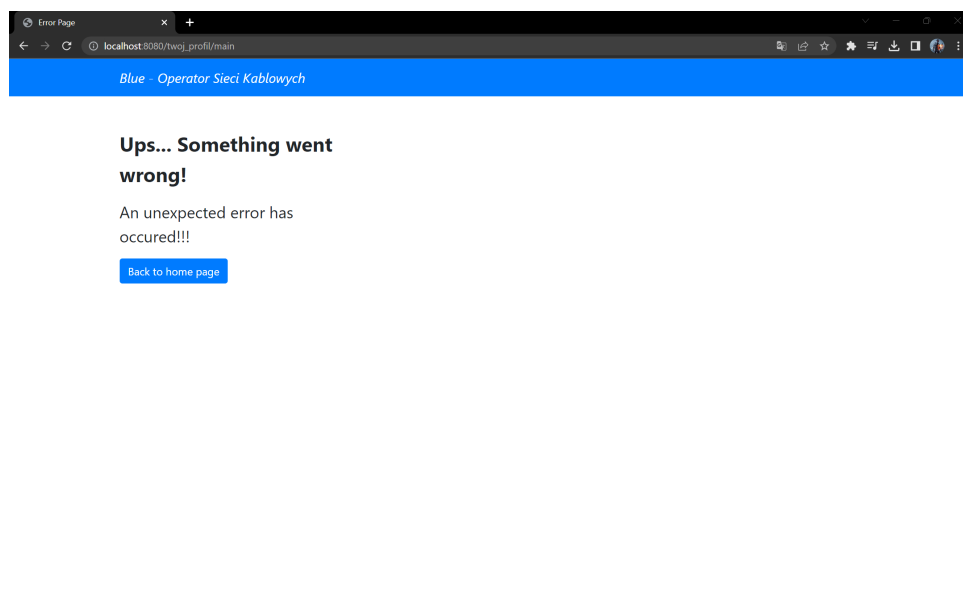 Error Page
localhost:8080/twoj_profil/main
Blue - Operator Sieci Kablowych
Ups... Something went
wrong!
An unexpected error has
occured!!!
Back to home page